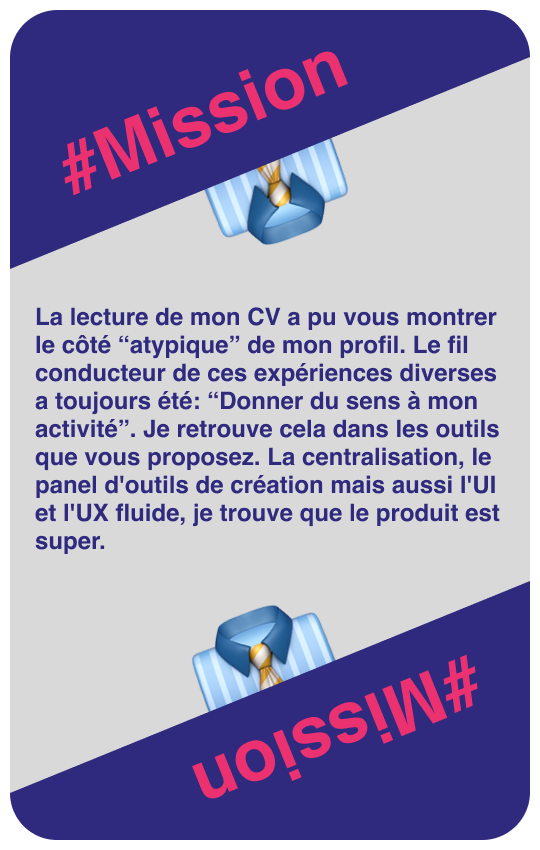 #Mission
La lecture de mon CV a pu vous montrer
le côté “atypique” de mon profil. Le fil
conducteur de ces expériences diverses
a toujours été: “Donner du sens à mon
activité”. Je retrouve cela dans les outils
que vous proposez. La centralisation, le
panel d'outils de création mais aussi l'UI
et l'UX fluide, je trouve que le produit est
super.
#Mission